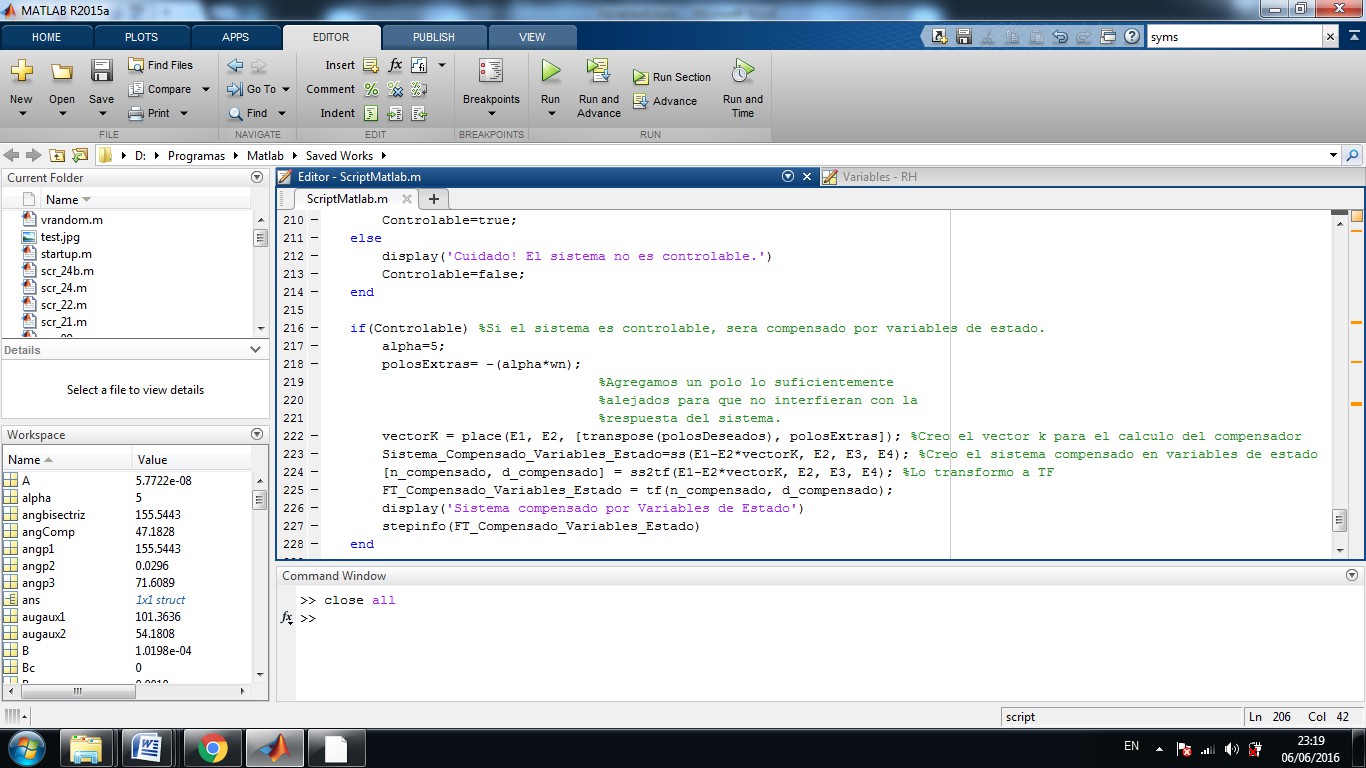 MATLAB R2015a
HOME PLOTS APPS EDITOR PUBLISH VIEW syms
New Open Save Find Files Compare Print Go To Find Insert Comment Indent Breakpoints Run Run and Advance Run Section Advance Run and Time
FILE NAVIGATE EDIT BREAKPOINTS RUN
D: Programas Matlab Saved Works
Current Folder
Name
vrandom.m
test.jpg
startup.m
scr_24b.m
scr_24.m
scr_22.m
scr_21.m
Details
Select a file to view details
Workspace
Name Value
A 5.7722e-08
alpha 5
angbisectriz 155.5443
angComp 47.1828
angp1 155.5443
angp2 0.0296
angp3 71.6089
ans 1x1 struct
augaux1 101.3636
augaux2 54.1808
B 1.0198e-04
Bc 0
Editor - ScriptMatlab.m Variables - RH
ScriptMatlab.m
210 Controlable=true;
211 else
212 display('Cuidado! El sistema no es controlable.')
213 Controlable=false;
214 end
215
216 if(Controlable) %Si el sistema es controlable, sera compensado por variables de estado.
217 alpha=5;
218 polosExtras= -(alpha*wn);
219 %Agregamos un polo lo suficientemente
220 %alejados para que no interfieran con la
221 %respuesta del sistema.
222 vectorK = place(E1, E2, [transpose(polosDeseados), polosExtras]); %Creo el vector k para el calculo del compensador
223 Sistema_Compensado_Variables_Estado=ss(E1-E2*vectorK, E2, E3, E4); %Creo el sistema compensado en variables de estado
224 [n_compensado, d_compensado] = ss2tf(E1-E2*vectorK, E2, E3, E4); %Lo transformo a TF
225 FT_Compensado_Variables_Estado = tf(n_compensado, d_compensado);
226 display('Sistema compensado por Variables de Estado')
227 stepinfo(FT_Compensado_Variables_Estado)
228 end
Command Window
>> close all
fx >>
script Ln 206 Col 42
EN 23:19
06/06/2016